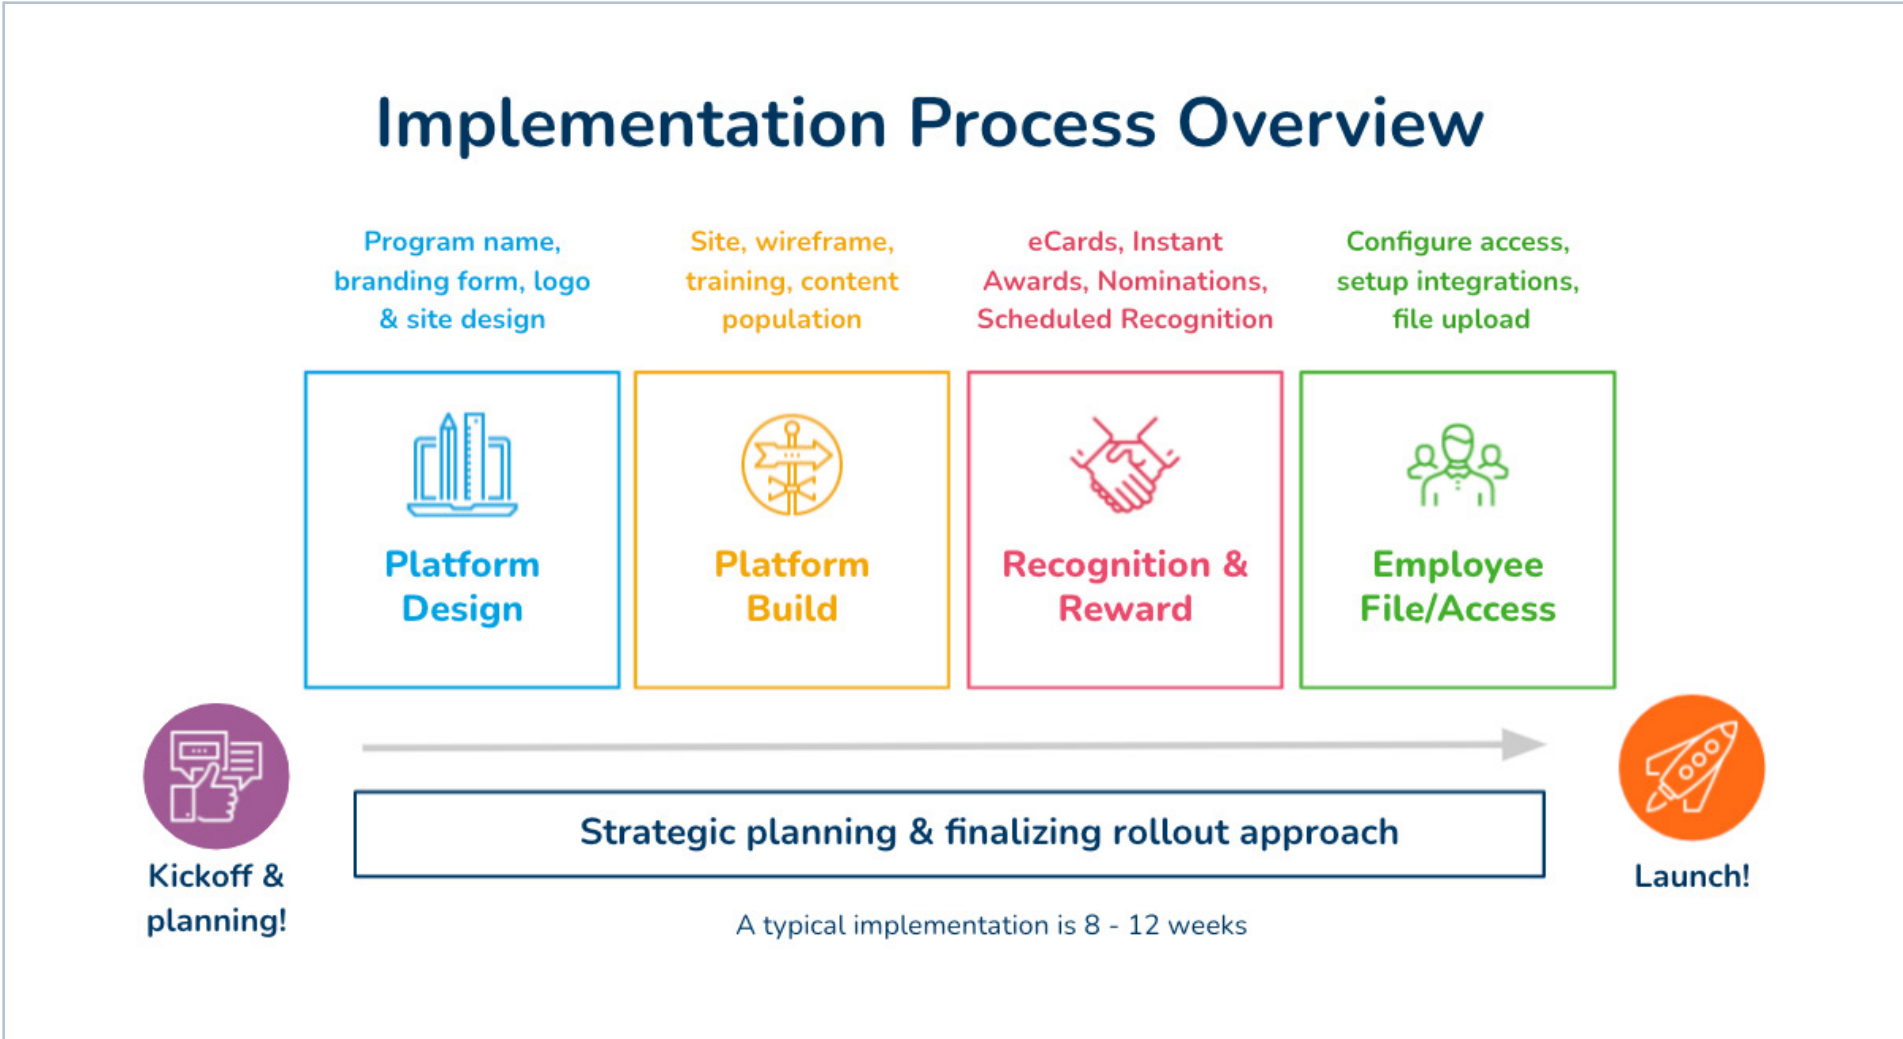 Implementation Process Overview
Program name,
branding form, logo
& site design
Site, wireframe,
training, content
population
eCards, Instant
Awards, Nominations,
Scheduled Recognition
Configure access,
setup integrations,
file upload
Platform
Design
Platform
Build
Recognition &
Reward
Employee
File/Access
Kickoff &
planning!
Strategic planning & finalizing rollout approach
Launch!
A typical implementation is 8 - 12 weeks